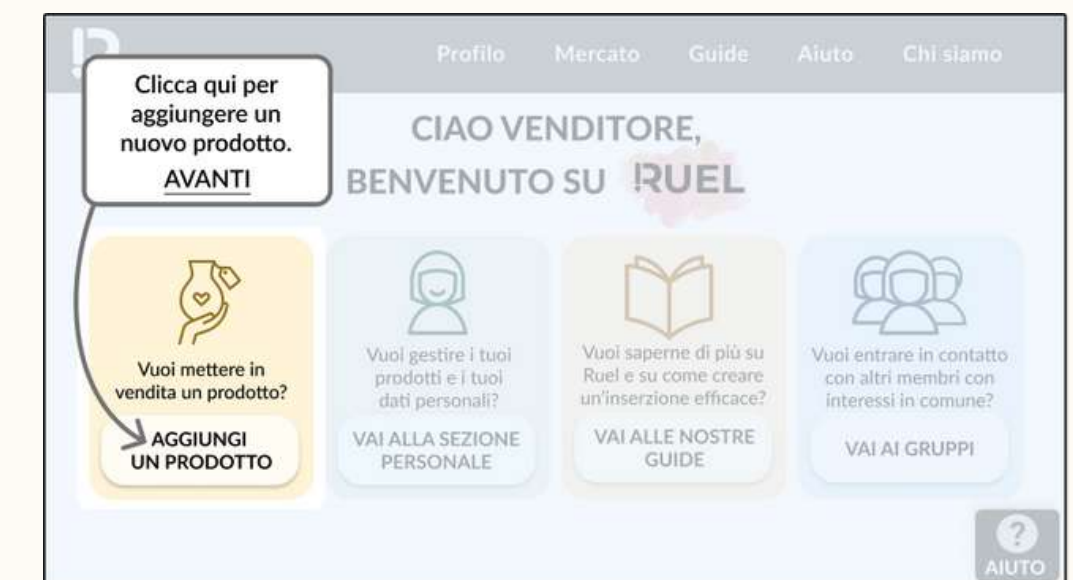 Profilo Mercato Guide Aiuto Chi siamo
Clicca qui per
aggiungere un
nuovo prodotto.
AVANTI
CIAO VENDITORE,
BENVENUTO SU RUEL
Vuoi mettere in
vendita un prodotto?
AGGIUNGI
UN PRODOTTO
Vuoi gestire i tuoi
prodotti e i tuoi
dati personali?
VAI ALLA SEZIONE
PERSONALE
Vuoi saperne di più su
Ruel e su come creare
un'inserzione efficace?
VAI ALLE NOSTRE
GUIDE
Vuoi entrare in contatto
con altri membri con
interessi in comune?
VAI AI GRUPPI
?
AIUTO